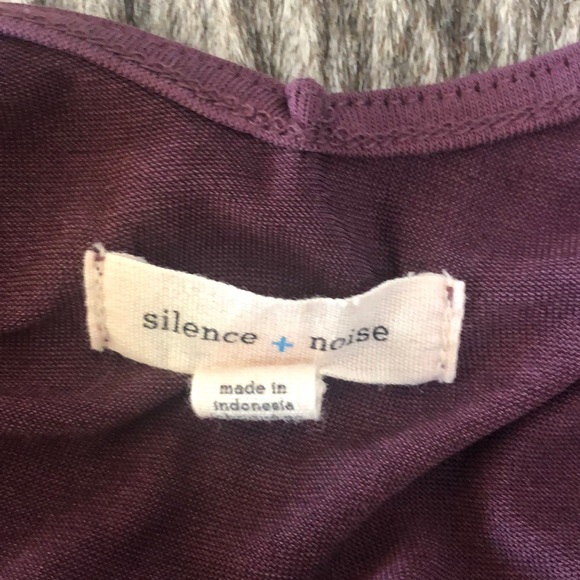 silence + noise
made in
indonesia